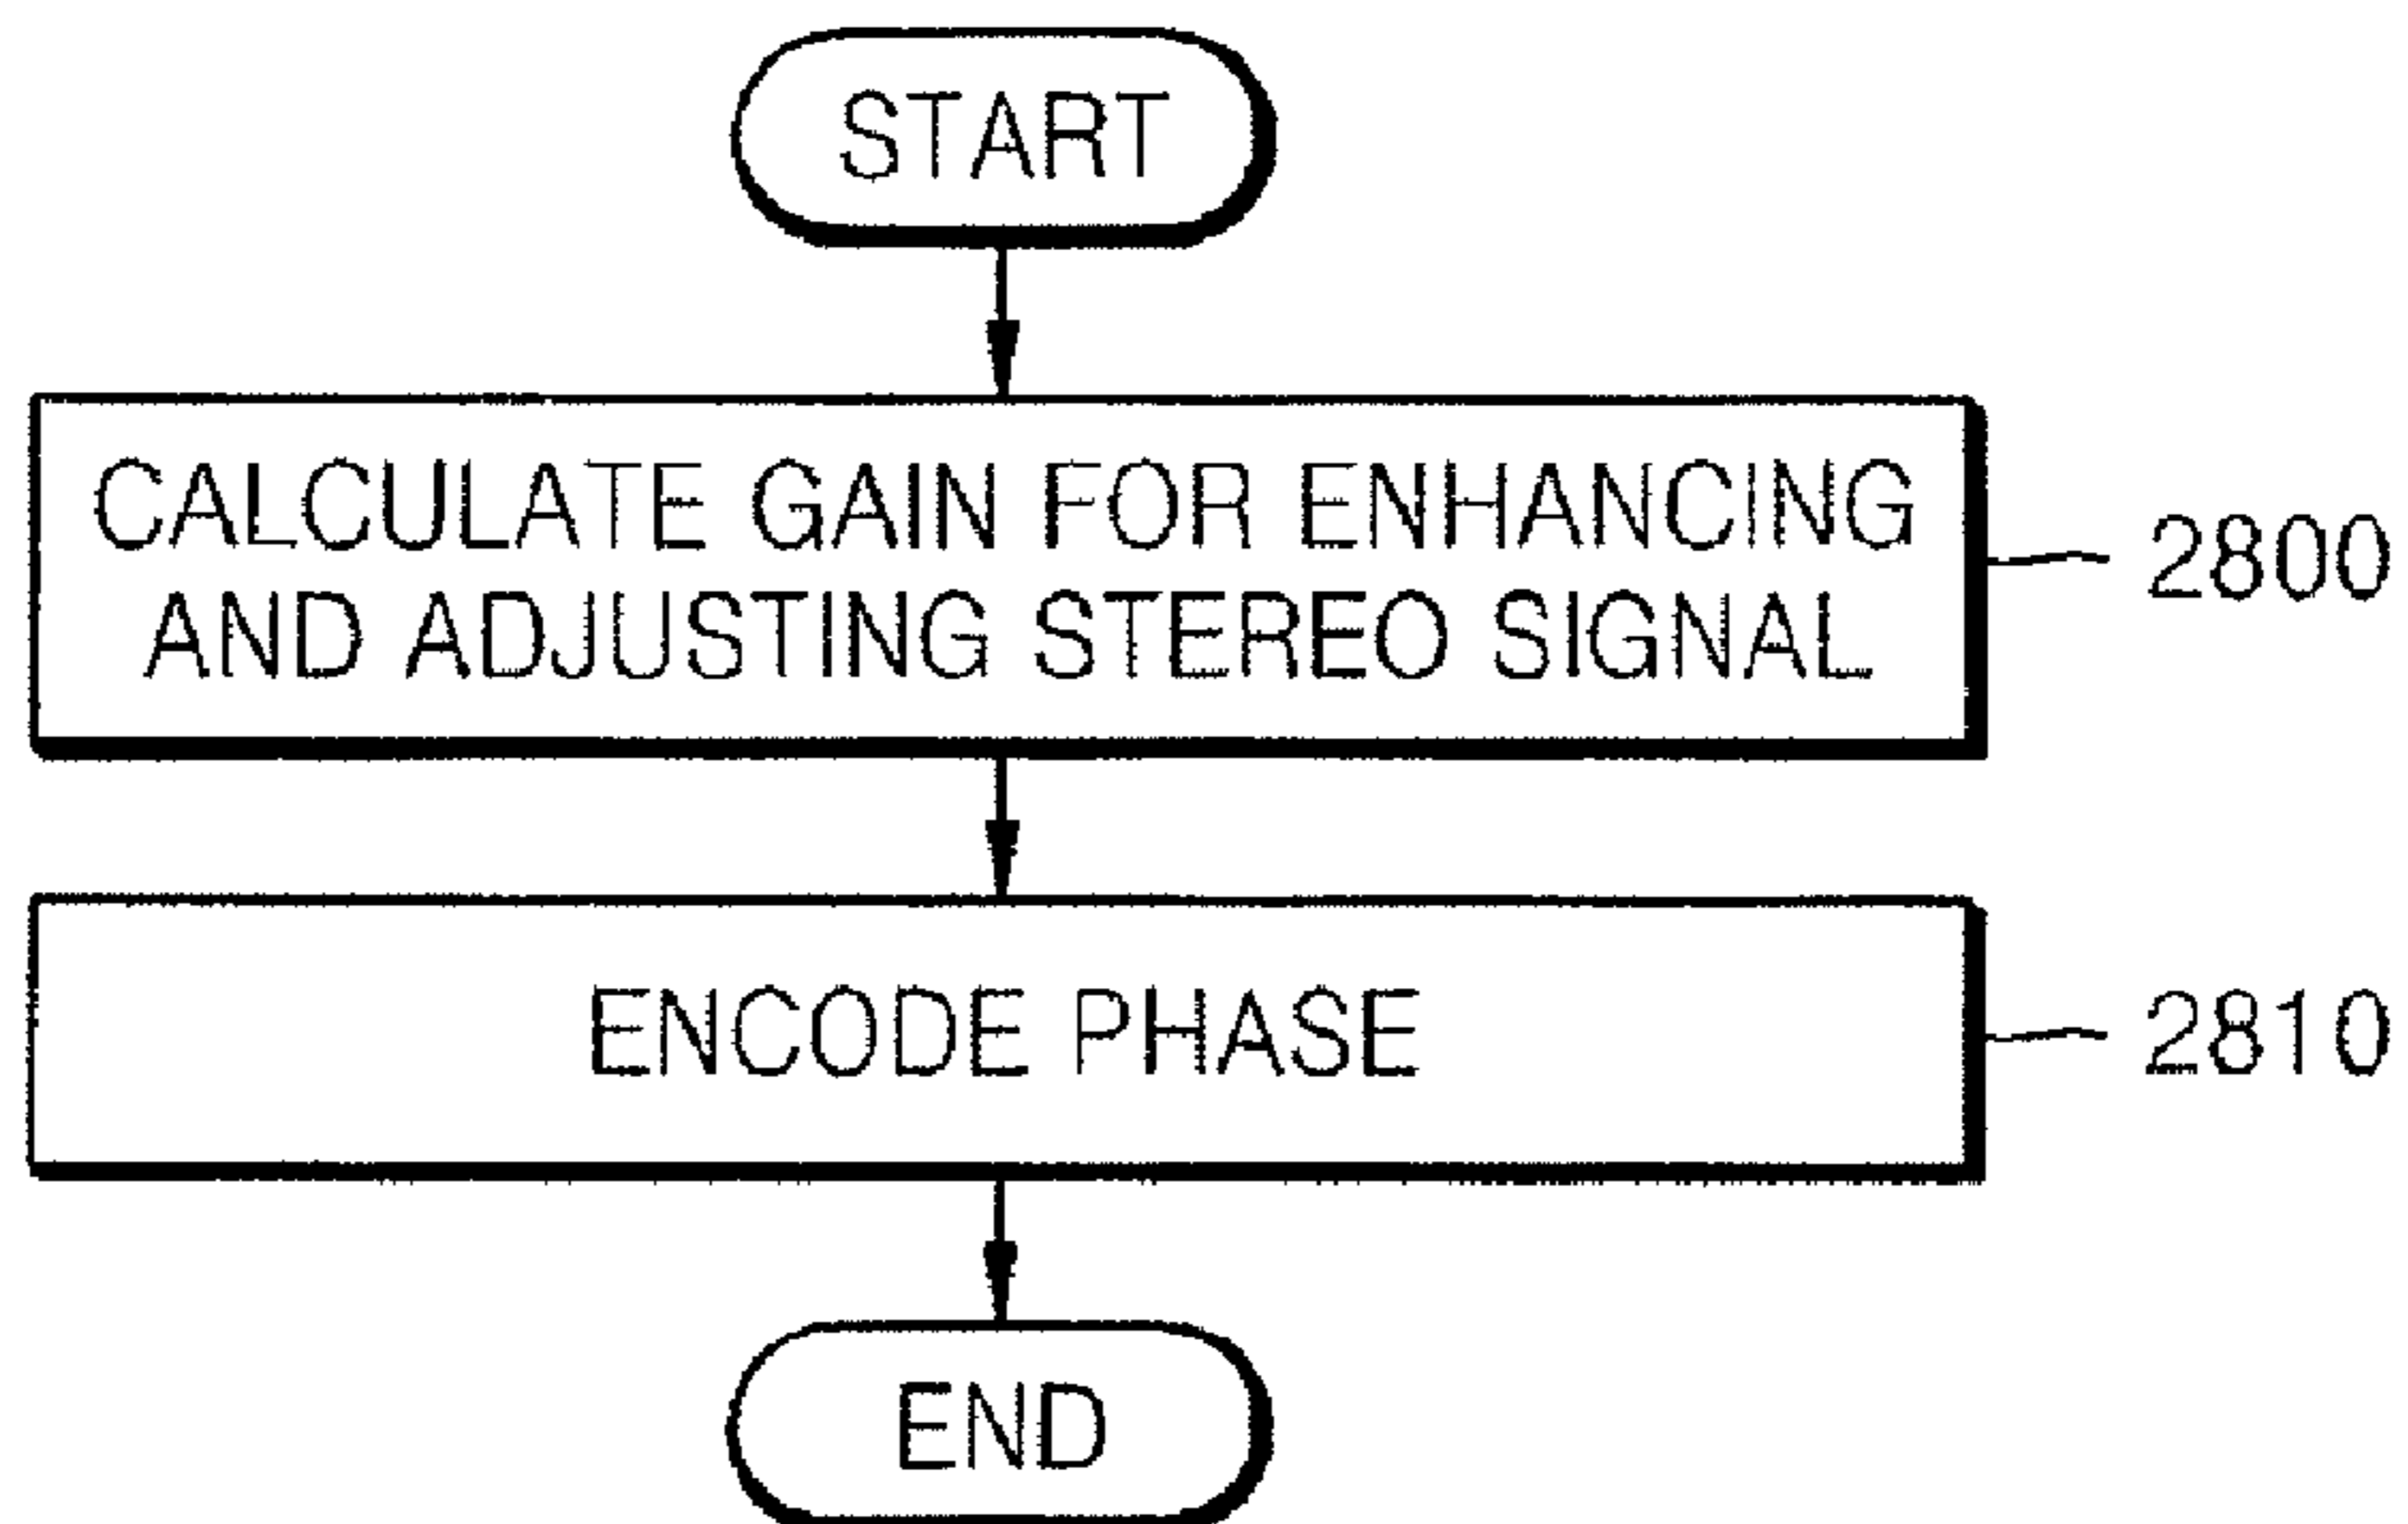 START
CALCULATE GAIN FOR ENHANCING
AND ADJUSTING STEREO SIGNAL
2800
ENCODE PHASE
2810
END